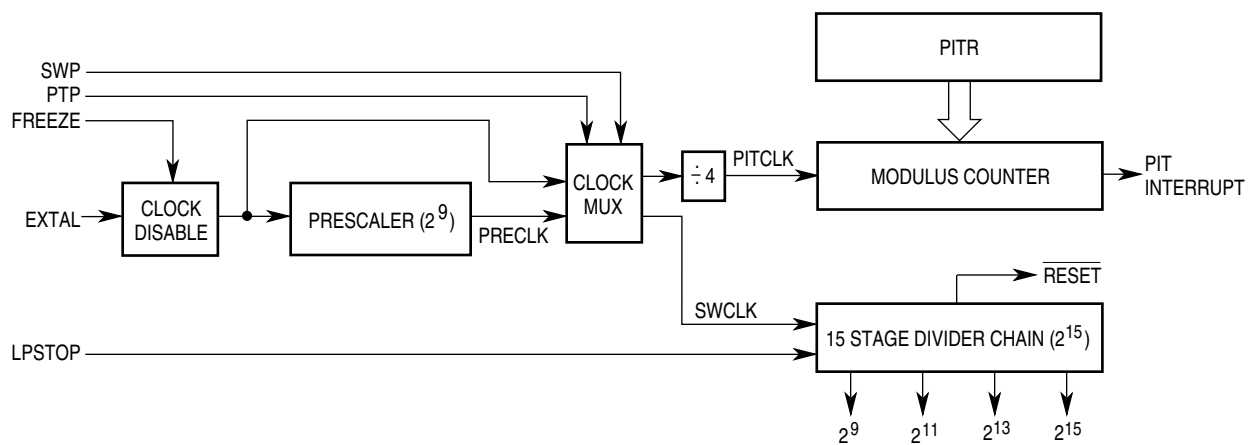 PITR
SWP
PTP
FREEZE
EXTAL
CLOCK
DISABLE
PRESCALER (2^9)
PRECLK
CLOCK
MUX
÷ 4
PITCLK
MODULUS COUNTER
PIT
INTERRUPT
RESET
SWCLK
LPSTOP
15 STAGE DIVIDER CHAIN (2^15)
2^9 2^11 2^13 2^15